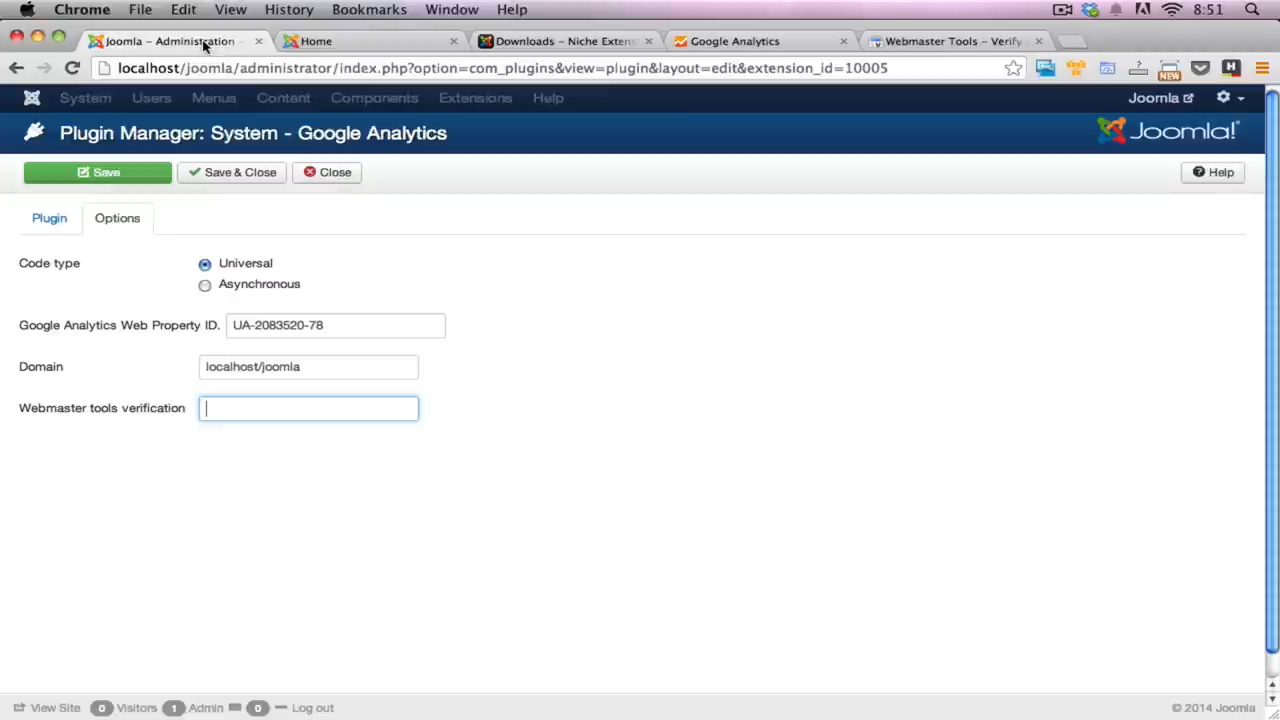 Chrome File Edit View History Bookmarks Window Help 8:51
Joomla – Administration – Home Downloads – Niche Exten Google Analytics Webmaster Tools – Verify
localhost/joomla/administrator/index.php?option=com_plugins&view=plugin&layout=edit&extension_id=10005 NEW H
System Users Menus Content Components Extensions Help Joomla
Plugin Manager: System - Google Analytics Joomla!
Save Save & Close Close Help
Plugin Options
Code type Universal
Asynchronous
Google Analytics Web Property ID. UA-2083520-78
Domain localhost/joomla
Webmaster tools verification
View Site 0 Visitors 1 Admin 0 Log out © 2014 Joomla